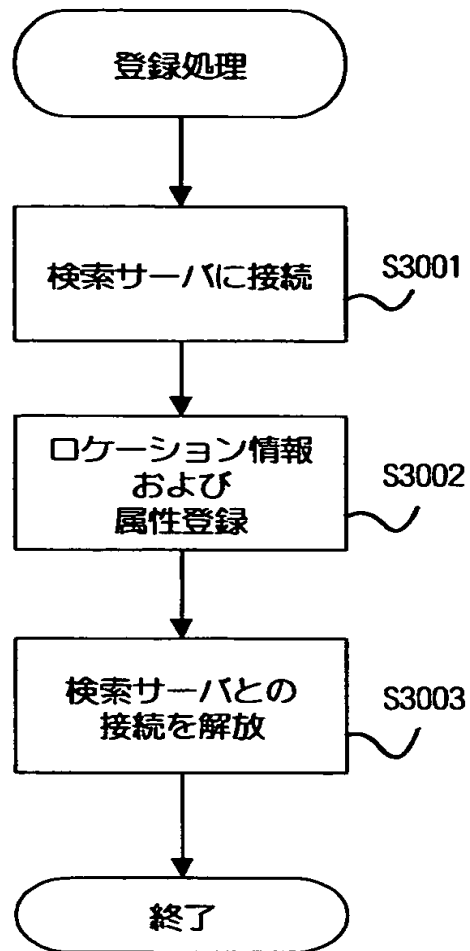 登録処理
検索サーバに接続
S3001
ロケーション情報
および
属性登録
S3002
検索サーバとの
接続を解放
S3003
終了